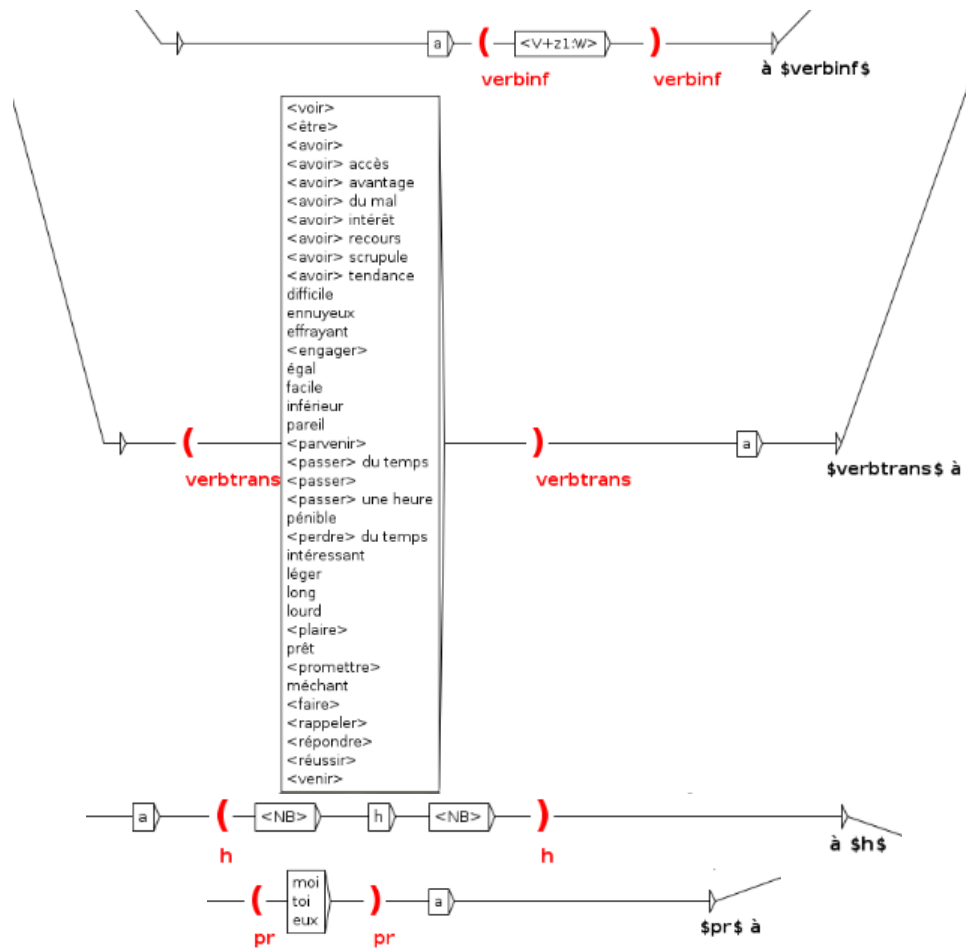 a ( <V+z1:W> )
verbinf verbinf à $verbinf$
<voir>
<être>
<avoir>
<avoir> accès
<avoir> avantage
<avoir> du mal
<avoir> intérêt
<avoir> recours
<avoir> scrupule
<avoir> tendance
difficile
ennuyeux
effrayant
<engager>
égal
facile
inférieur
pareil
<parvenir>
<passer> du temps
<passer>
<passer> une heure
pénible
<perdre> du temps
intéressant
léger
long
lourd
<plaire>
prêt
<promettre>
méchant
<faire>
<rappeler>
<répondre>
<réussir>
<venir>
( ) a
verbtrans verbtrans $verbtrans$ à
a ( <NB> h <NB> )
h h à $h$
( moi
toi
eux ) a
pr pr $pr$ à